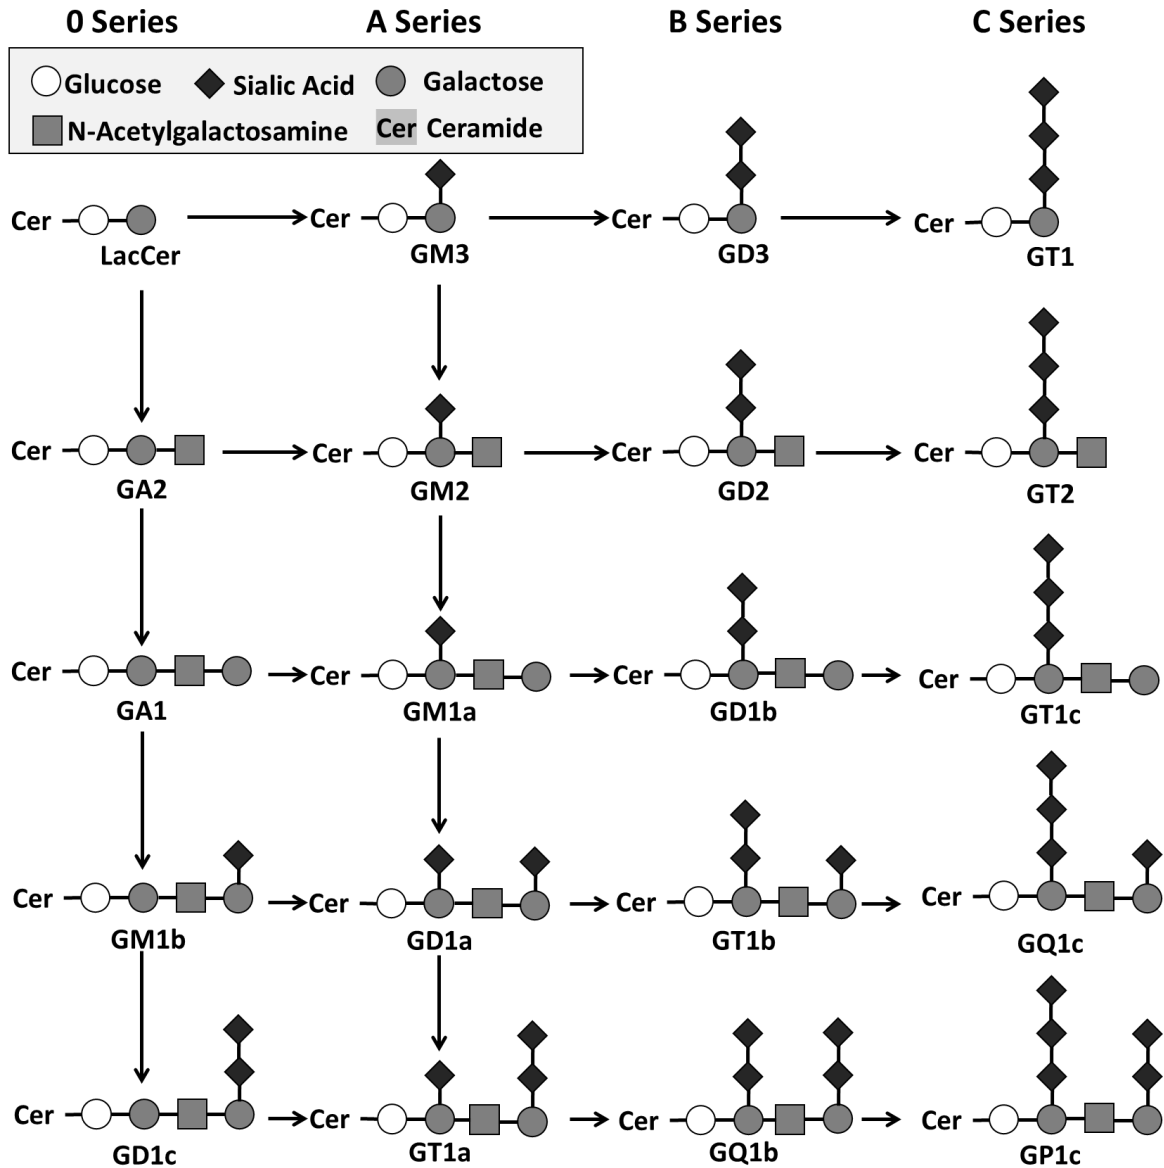 0 Series A Series B Series C Series
Glucose Sialic Acid Galactose
N-Acetylgalactosamine Cer Ceramide
Cer Cer Cer Cer
LacCer GM3 GD3 GT1
Cer Cer Cer Cer
GA2 GM2 GD2 GT2
Cer Cer Cer Cer
GA1 GM1a GD1b GT1c
Cer Cer Cer Cer
GM1b GD1a GT1b GQ1c
Cer Cer Cer Cer
GD1c GT1a GQ1b GP1c